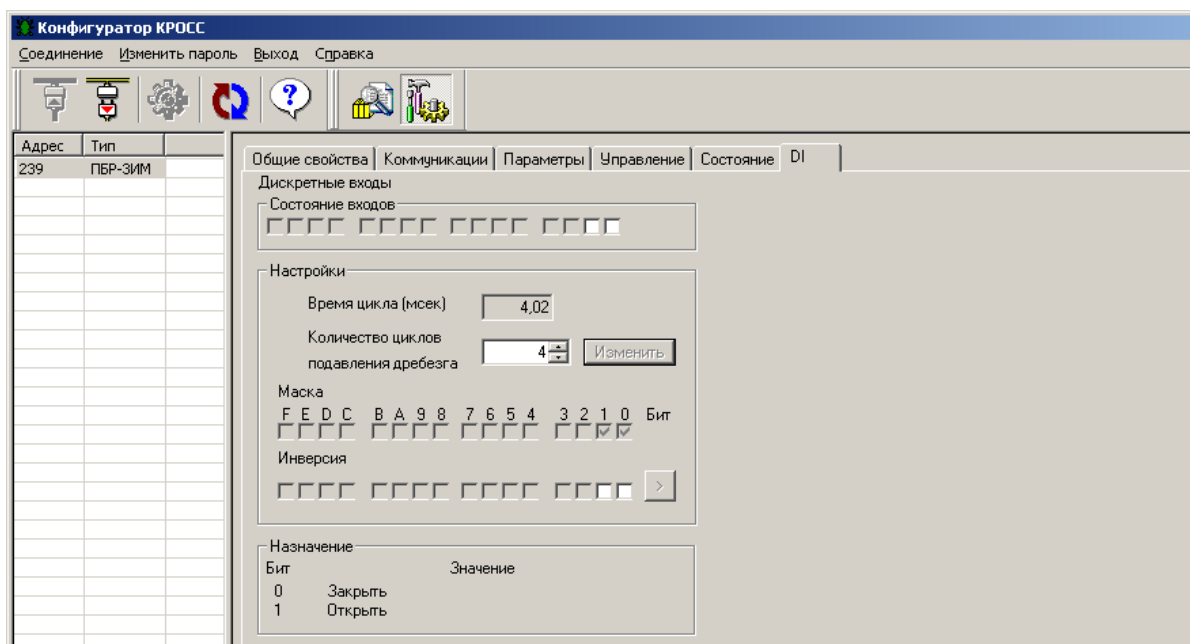 Конфигуратор КРОСС
Соединение Изменить пароль Выход Справка
Адрес Тип
239 ПБР-ЗИМ
Общие свойства Коммуникации Параметры Управление Состояние DI
Дискретные входы
Состояние входов
Настройки
Время цикла (мсек) 4,02
Количество циклов
подавления дребезга 4 Изменить
Маска
F E D C B A 9 8 7 6 5 4 3 2 1 0 Бит
Инверсия
>
Назначение
Бит Значение
0 Закрыть
1 Открыть